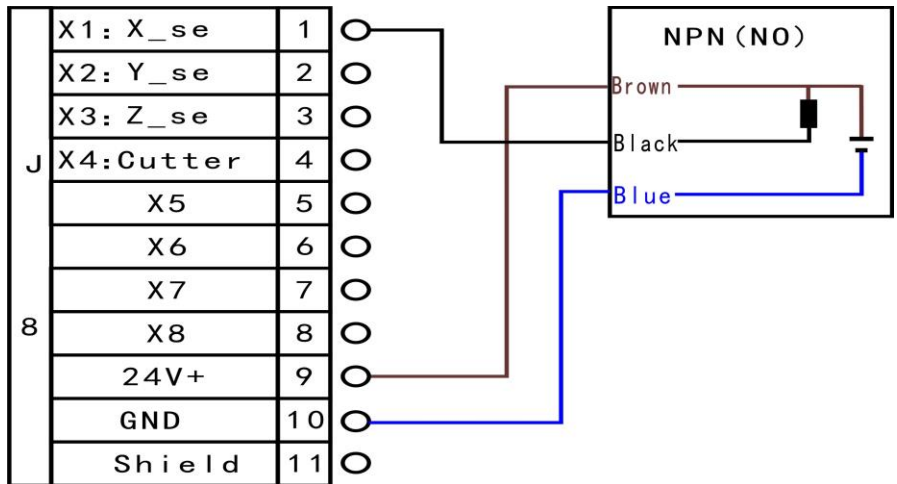 X1: X_se 1
NPN(NO)
X2: Y_se 2
Brown
X3: Z_se 3
Black
J
X4:Cutter 4
Blue
X5 5
X6 6
X7 7
8
X8 8
24V+ 9
GND 10
Shield 11